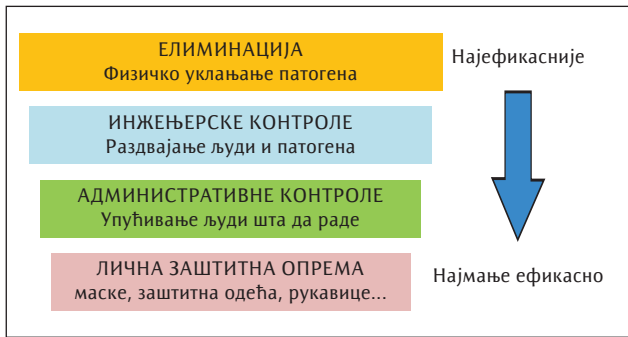 ЕЛИМИНАЦИЈА
Физичко уклањање патогена
Најефикасније
ИНЖЕЊЕРСКЕ КОНТРОЛЕ
Раздвајање људи и патогена
АДМИНИСТРАТИВНЕ КОНТРОЛЕ
Упућивање људи шта да раде
ЛИЧНА ЗАШТИТНА ОПРЕМА
маске, заштитна одећа, рукавице...
Најмање ефикасно